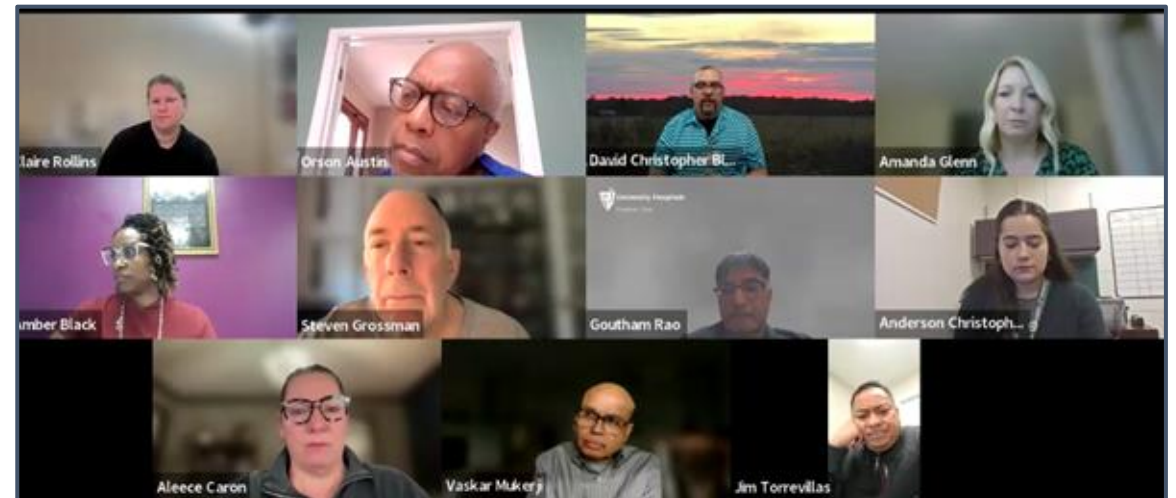 laire Rollins
Orson Austin
David Christopher BL...
Amanda Glenn
mber Black
Steven Grossman
University Hospitals
Goutham Rao
Anderson Christoph...
Aleece Caron
Vaskar Mukerji
Jim Torrevillas